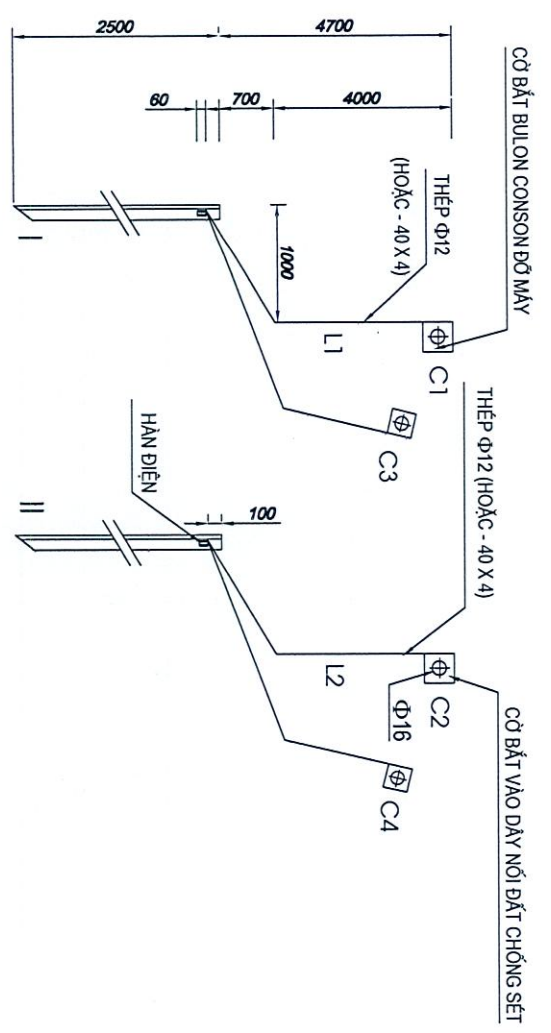 CỜ BẮT BULON CONSON ĐỠ MÁY
THÉP Φ12
(HOẶC - 40 X 4)
2500
4700
60
700
4000
1000
L1
C1
C3
I
THÉP Φ12 (HOẶC - 40 X 4)
CỜ BẮT VÀO DÂY NỐI ĐẤT CHỐNG SÉT
HÀN ĐIỆN
100
L2
C2
Φ16
C4
II